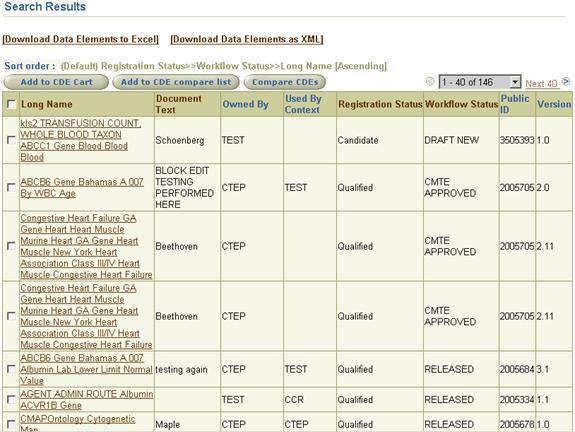 Search Results
[Download Data Elements to Excel] [Download Data Elements as XML]
Sort order : (Default) Registration Status>>Workflow Status>>Long Name [Ascending]
Add to CDE Cart Add to CDE compare list Compare CDEs 1 - 40 of 146 Next 40
Long Name Document Text Owned By Used By Context Registration Status Workflow Status Public ID Version
kls2 TRANSFUSION COUNT,
WHOLE BLOOD TAXON
ABCC1 Gene Blood Blood
Blood
Schoenberg TEST Candidate DRAFT NEW 3505393 1.0
ABCB6 Gene Bahamas A.007
By WBC Age
BLOCK EDIT
TESTING
PERFORMED
HERE
CTEP TEST Qualified CMTE
APPROVED
2005705 2.0
Congestive Heart Failure GA
Gene Heart Heart Muscle
Murine Heart GA Gene Heart
Muscle New York Heart
Association Class III/IV Heart
Muscle Congestive Heart Failure
Beethoven CTEP Qualified CMTE
APPROVED
2005705 2.11
Congestive Heart Failure GA
Gene Heart Heart Muscle
Murine Heart GA Gene Heart
Muscle New York Heart
Association Class III/IV Heart
Muscle Congestive Heart Failure
Beethoven CTEP Qualified CMTE
APPROVED
2005705 2.11
ABCB6 Gene Bahamas A.007
Albumin Lab Lower Limit Normal
Value
testing again CTEP TEST Qualified RELEASED 2005684 3.1
AGENT ADMIN ROUTE Albumin
ACVR1B Gene
TEST CCR Qualified RELEASED 2005334 1.1
CMAPOntology Cytogenetic
Map
Maple CTEP CTEP Qualified RELEASED 2005678 1.0